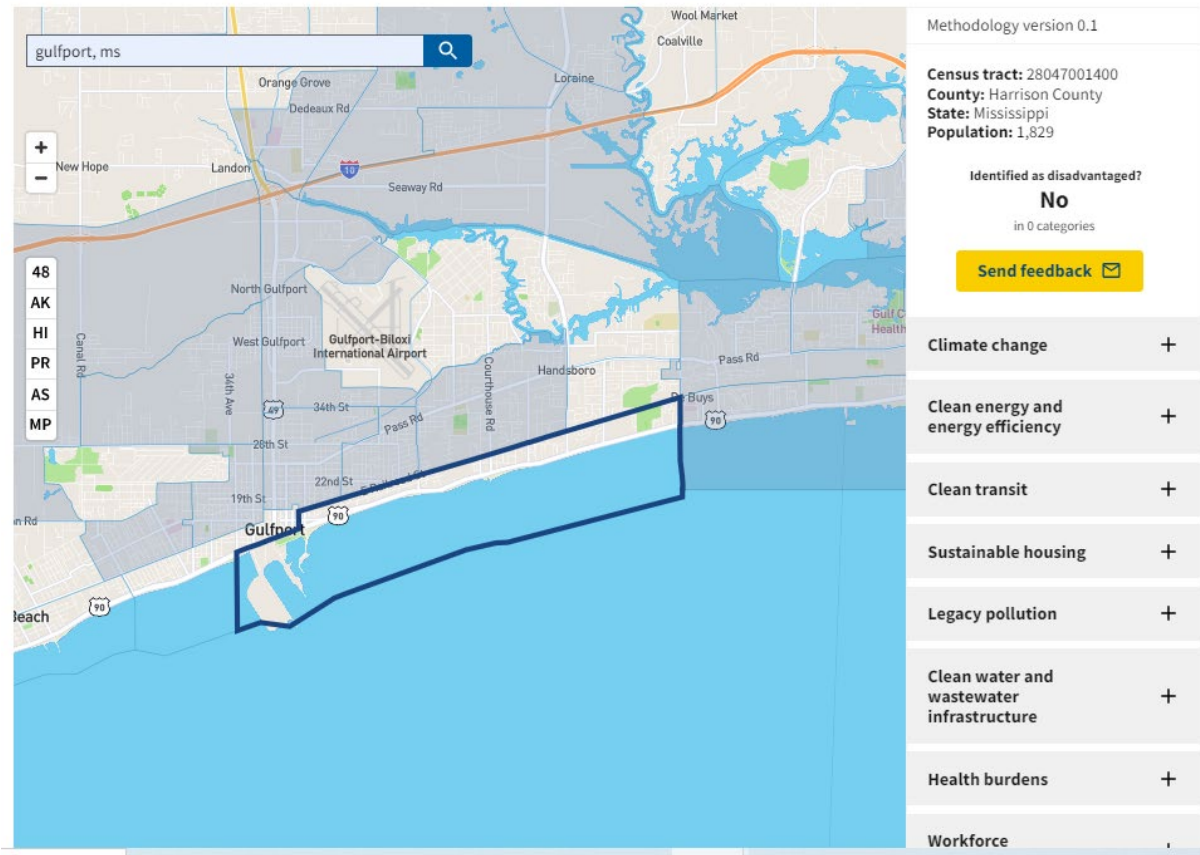 gulfport, ms
+
−
48
AK
HI
PR
AS
MP
Wool Market
Coalville
Orange Grove
Loraine
Dedeaux Rd
New Hope
Landon
10
Seaway Rd
North Gulfport
Canal Rd
West Gulfport
Gulfport-Biloxi
International Airport
Courthouse Rd
Handsboro
Pass Rd
34th Ave
49
34th St
Pass Rd
90
28th St
22nd St
19th St
90
Gulfport
90
Methodology version 0.1
Census tract: 28047001400
County: Harrison County
State: Mississippi
Population: 1,829
Identified as disadvantaged?
No
in 0 categories
Send feedback
Climate change +
Clean energy and
energy efficiency +
Clean transit +
Sustainable housing +
Legacy pollution +
Clean water and
wastewater
infrastructure +
Health burdens +
Workforce